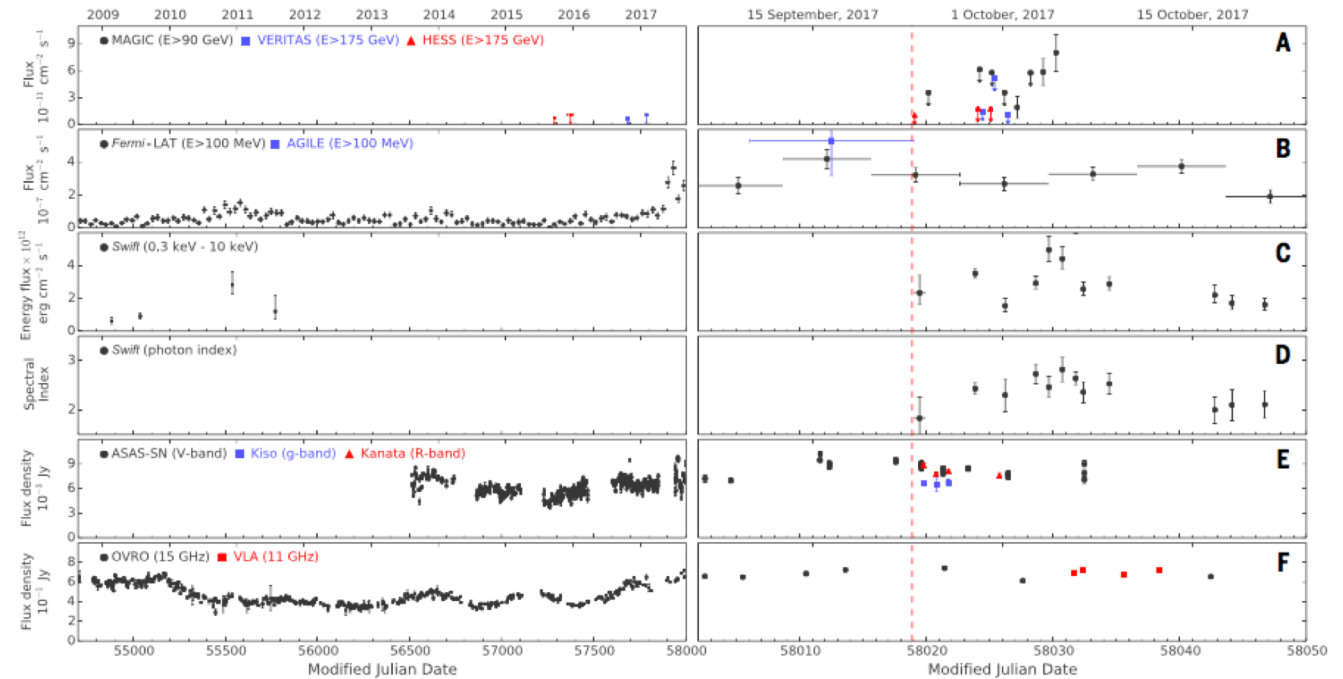 2009 2010 2011 2012 2013 2014 2015 2016 2017 15 September, 2017 1 October, 2017 15 October, 2017
Flux
10⁻¹¹ cm⁻² s⁻¹
9
6
3
0
MAGIC (E>90 GeV) VERITAS (E>175 GeV) HESS (E>175 GeV)
A
Flux
10⁻⁷ cm⁻² s⁻¹
4
2
0
Fermi-LAT (E>100 MeV) AGILE (E>100 MeV)
B
Energy flux × 10¹²
erg cm⁻² s⁻¹
4
2
0
Swift (0.3 keV - 10 keV)
C
Spectral
Index
3
2
Swift (photon index)
D
Flux density
10⁻³ Jy
9
6
3
0
ASAS-SN (V-band) Kiso (g-band) Kanata (R-band)
E
Flux density
10⁻¹ Jy
8
6
4
2
0
OVRO (15 GHz) VLA (11 GHz)
F
55000 55500 56000 56500 57000 57500 58000 58010 58020 58030 58040 58050
Modified Julian Date Modified Julian Date